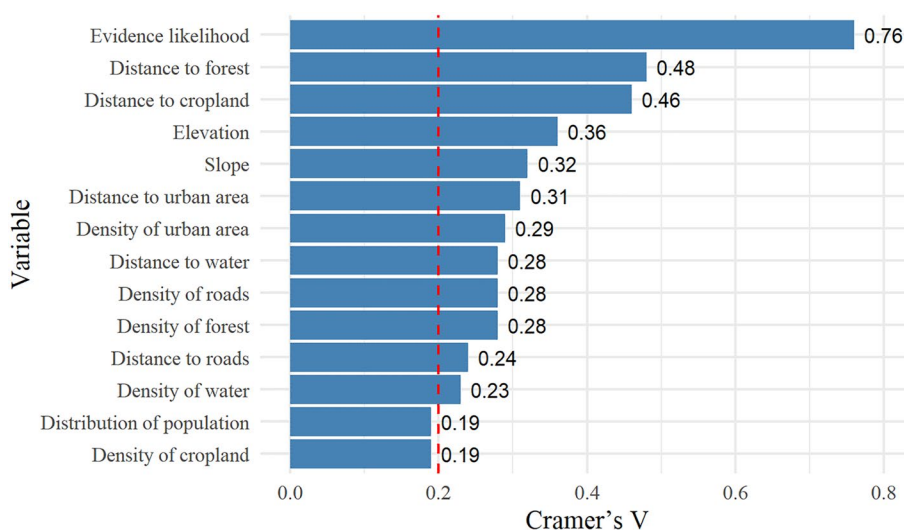 Evidence likelihood 0.76
Distance to forest 0.48
Distance to cropland 0.46
Elevation 0.36
Slope 0.32
Distance to urban area 0.31
Density of urban area 0.29
Distance to water 0.28
Density of roads 0.28
Density of forest 0.28
Distance to roads 0.24
Density of water 0.23
Distribution of population 0.19
Density of cropland 0.19
Variable
0.0 0.2 0.4 0.6 0.8
Cramer’s V